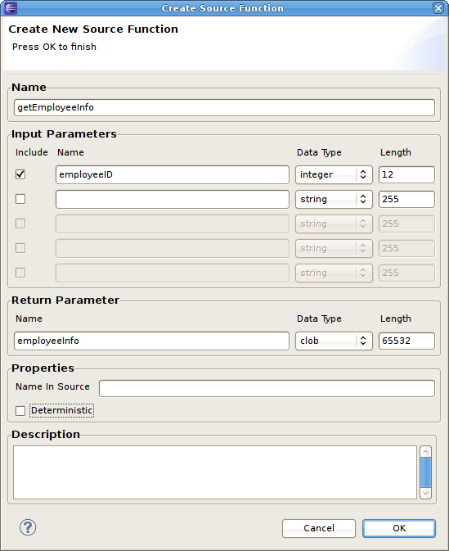 Create Source Function
Create New Source Function
Press OK to finish
Name
getEmployeeInfo
Input Parameters
Include Name Data Type Length
employeeID integer 12
string 255
string 255
string 255
string 255
Return Parameter
Name Data Type Length
employeeInfo clob 65532
Properties
Name In Source
Deterministic
Description
? Cancel OK